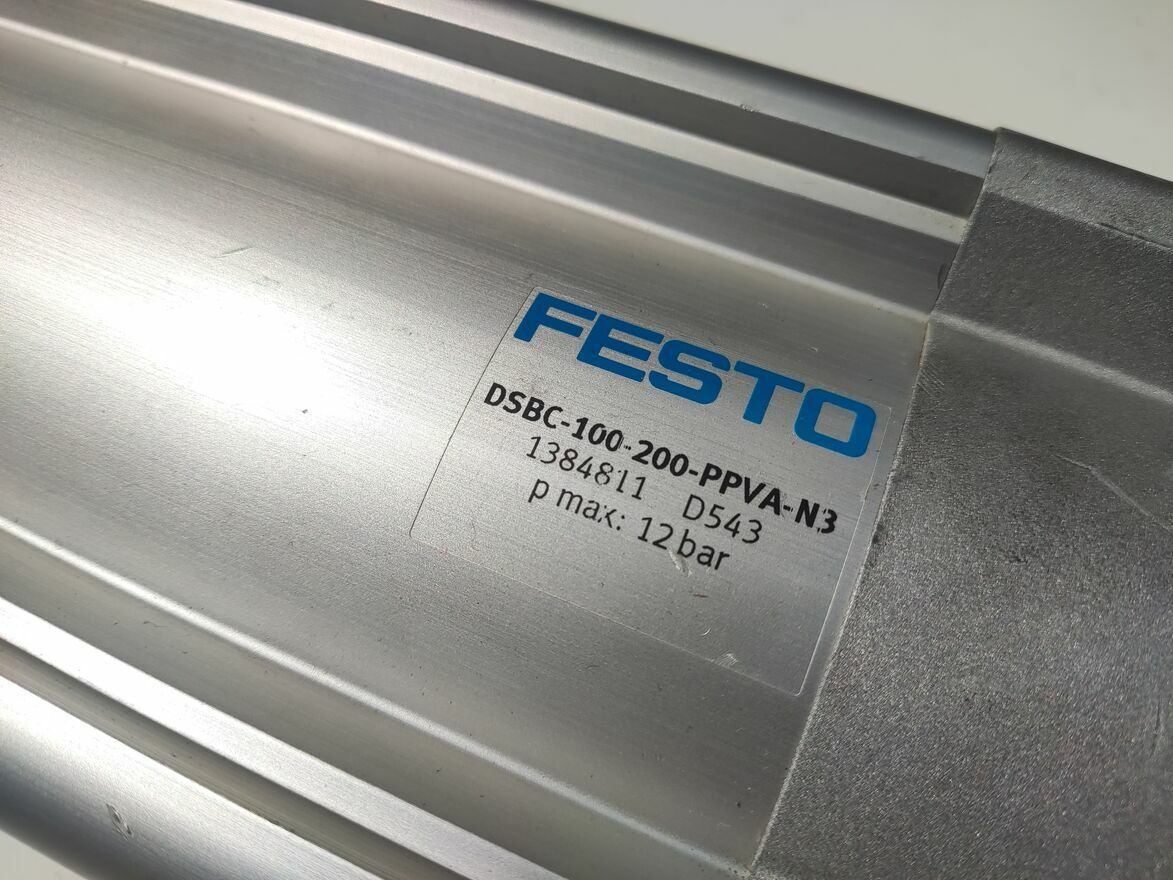 FESTO
DSBC-100-200-PPVA-N3
1384811 D543
p max: 12 bar